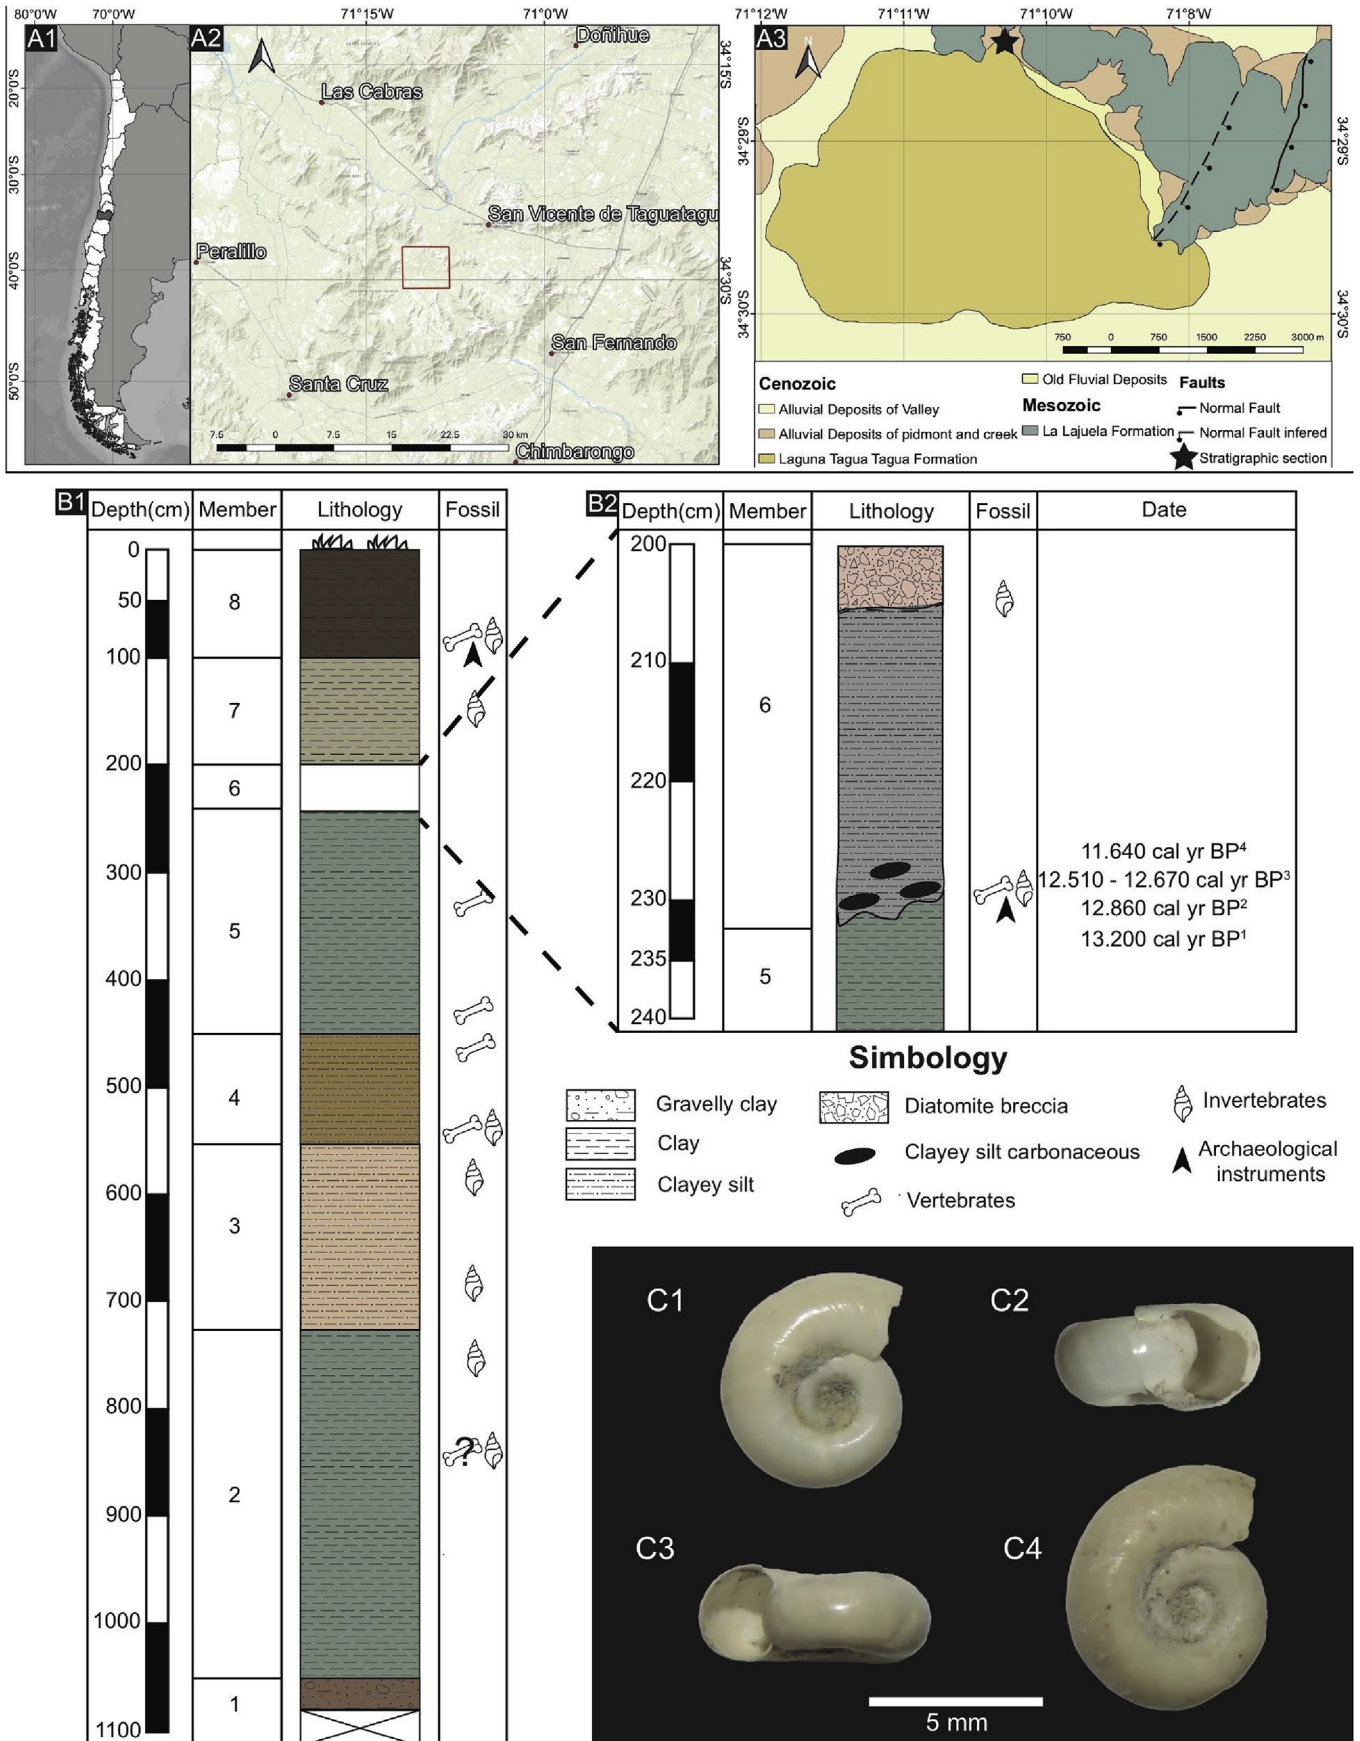 80°0'W 70°0'W
A1
20°0'S
30°0'S
40°0'S
50°0'S
71°15'W 71°0'W
A2
Doñihue
Las Cabras
San Vicente de Taguatagu
Peralillo
San Fernando
Santa Cruz
Chimbarongo
34°15'S
34°30'S
7.5 0 7.5 15 22.5 30 km
71°12'W 71°11'W 71°10'W 71°8'W
A3
N
34°29'S 34°29'S
34°30'S 34°30'S
750 0 750 1500 2250 3000 m
Cenozoic
Alluvial Deposits of Valley
Alluvial Deposits of pidmont and creek
Laguna Tagua Tagua Formation
Old Fluvial Deposits
Mesozoic
La Lajuela Formation
Faults
Normal Fault
Normal Fault infered
Stratigraphic section
B1
Depth(cm) Member Lithology Fossil
0
50
100
200
300
400
500
600
700
800
900
1000
1100
8
7
6
5
4
3
2
1
?
B2
Depth(cm) Member Lithology Fossil Date
200
210
220
230
235
240
6
5
11.640 cal yr BP⁴
12.510 - 12.670 cal yr BP³
12.860 cal yr BP²
13.200 cal yr BP¹
Simbology
Gravelly clay
Clay
Clayey silt
Diatomite breccia
Clayey silt carbonaceous
Vertebrates
Invertebrates
Archaeological
instruments
C1 C2
C3 C4
5 mm